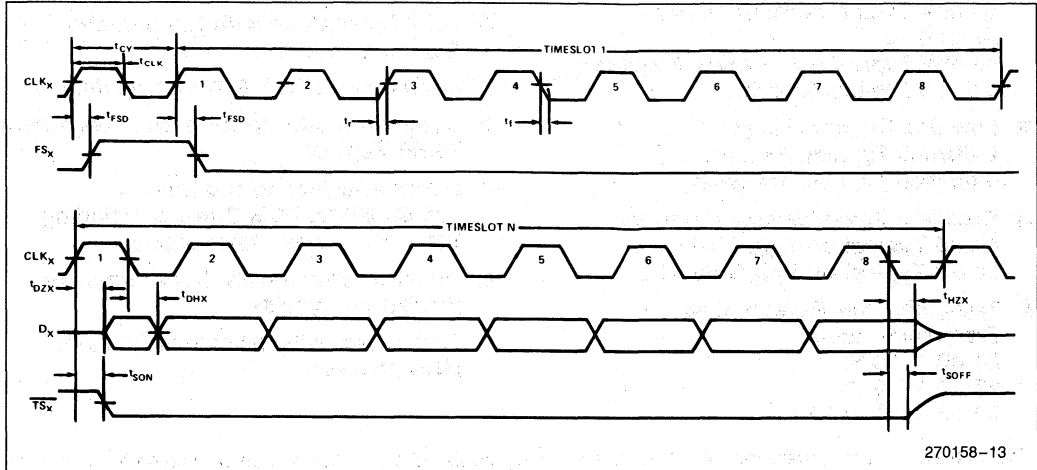 tCY
TIMESLOT 1
tCLK
CLKX
1 2 3 4 5 6 7 8
tFSD
tFSD
tr
tf
FSX
TIMESLOT N
CLKX
1 2 3 4 5 6 7 8
tDZX
tDHX
tHZX
DX
tSON
tSOFF
TSX
270158-13